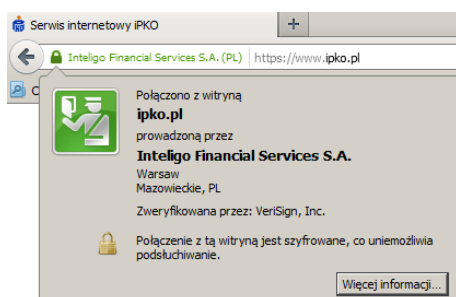 Serwis internetowy iPKO
Inteligo Financial Services S.A. (PL) https://www.ipko.pl
Połączono z witryną
ipko.pl
prowadzoną przez
Inteligo Financial Services S.A.
Warsaw
Mazowieckie, PL
Zweryfikowana przez: VeriSign, Inc.
Połączenie z tą witryną jest szyfrowane, co uniemożliwia
podsłuchiwanie.
Więcej informacji...